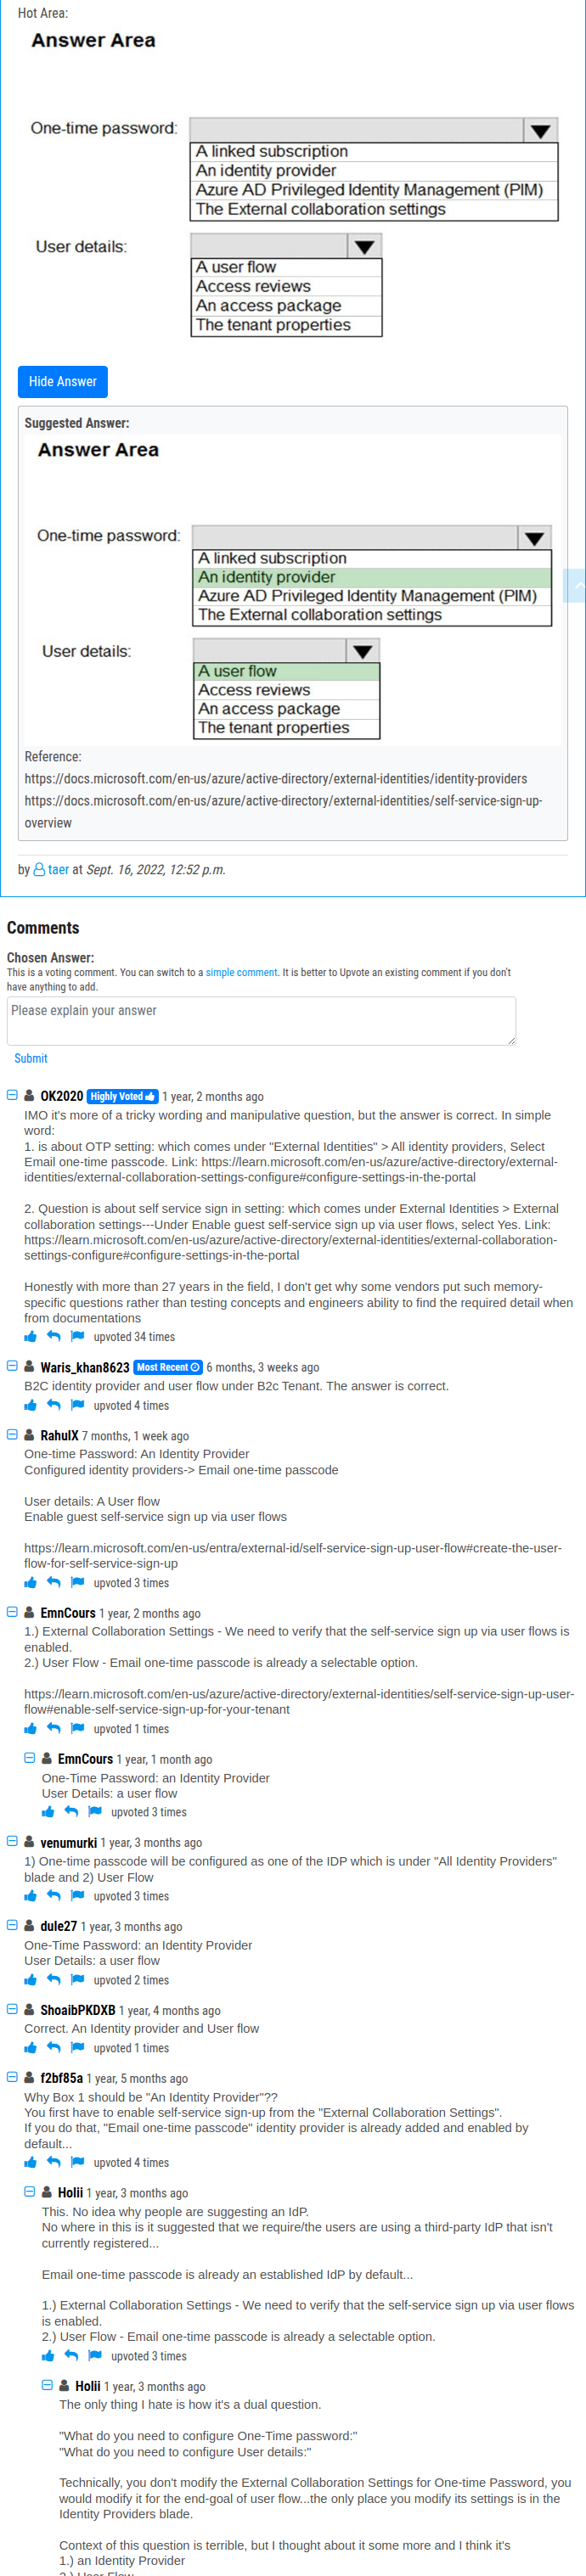 Hot Area:
Answer Area
One-time password:
A linked subscription
An identity provider
Azure AD Privileged Identity Management (PIM)
The External collaboration settings
User details:
A user flow
Access reviews
An access package
The tenant properties
Hide Answer
Suggested Answer:
Answer Area
One-time password:
A linked subscription
An identity provider
Azure AD Privileged Identity Management (PIM)
The External collaboration settings
User details:
A user flow
Access reviews
An access package
The tenant properties
Reference:
https://docs.microsoft.com/en-us/azure/active-directory/external-identities/identity-providers
https://docs.microsoft.com/en-us/azure/active-directory/external-identities/self-service-sign-up-
overview
by taer at Sept. 16, 2022, 12:52 p.m.
Comments
Chosen Answer:
This is a voting comment. You can switch to a simple comment. It is better to Upvote an existing comment if you don't
have anything to add.
Please explain your answer
Submit
OK2020 Highly Voted 1 year, 2 months ago
IMO it's more of a tricky wording and manipulative question, but the answer is correct. In simple
word:
1. is about OTP setting: which comes under "External Identities" > All identity providers, Select
Email one-time passcode. Link: https://learn.microsoft.com/en-us/azure/active-directory/external-
identities/external-collaboration-settings-configure#configure-settings-in-the-portal
2. Question is about self service sign in setting: which comes under External Identities > External
collaboration settings---Under Enable guest self-service sign up via user flows, select Yes. Link:
https://learn.microsoft.com/en-us/azure/active-directory/external-identities/external-collaboration-
settings-configure#configure-settings-in-the-portal
Honestly with more than 27 years in the field, I don't get why some vendors put such memory-
specific questions rather than testing concepts and engineers ability to find the required detail when
from documentations
upvoted 34 times
Waris_khan8623 Most Recent 6 months, 3 weeks ago
B2C identity provider and user flow under B2c Tenant. The answer is correct.
upvoted 4 times
RahulX 7 months, 1 week ago
One-time Password: An Identity Provider
Configured identity providers-> Email one-time passcode
User details: A User flow
Enable guest self-service sign up via user flows
https://learn.microsoft.com/en-us/entra/external-id/self-service-sign-up-user-flow#create-the-user-
flow-for-self-service-sign-up
upvoted 3 times
EmnCours 1 year, 2 months ago
1.) External Collaboration Settings - We need to verify that the self-service sign up via user flows is
enabled.
2.) User Flow - Email one-time passcode is already a selectable option.
https://learn.microsoft.com/en-us/azure/active-directory/external-identities/self-service-sign-up-user-
flow#enable-self-service-sign-up-for-your-tenant
upvoted 1 times
EmnCours 1 year, 1 month ago
One-Time Password: an Identity Provider
User Details: a user flow
upvoted 3 times
venumurki 1 year, 3 months ago
1) One-time passcode will be configured as one of the IDP which is under "All Identity Providers"
blade and 2) User Flow
upvoted 3 times
dule27 1 year, 3 months ago
One-Time Password: an Identity Provider
User Details: a user flow
upvoted 2 times
ShoaibPKDXB 1 year, 4 months ago
Correct. An Identity provider and User flow
upvoted 1 times
f2bf85a 1 year, 5 months ago
Why Box 1 should be "An Identity Provider"??
You first have to enable self-service sign-up from the "External Collaboration Settings".
If you do that, "Email one-time passcode" identity provider is already added and enabled by
default...
upvoted 4 times
Holii 1 year, 3 months ago
This. No idea why people are suggesting an IdP.
No where in this is it suggested that we require/the users are using a third-party IdP that isn't
currently registered...
Email one-time passcode is already an established IdP by default...
1.) External Collaboration Settings - We need to verify that the self-service sign up via user flows
is enabled.
2.) User Flow - Email one-time passcode is already a selectable option.
upvoted 3 times
Holii 1 year, 3 months ago
The only thing I hate is how it's a dual question.
"What do you need to configure One-Time password:"
"What do you need to configure User details:"
Technically, you don't modify the External Collaboration Settings for One-time Password, you
would modify it for the end-goal of user flow...the only place you modify its settings is in the
Identity Providers blade.
Context of this question is terrible, but I thought about it some more and I think it's
1.) an Identity Provider
2.) User Flow